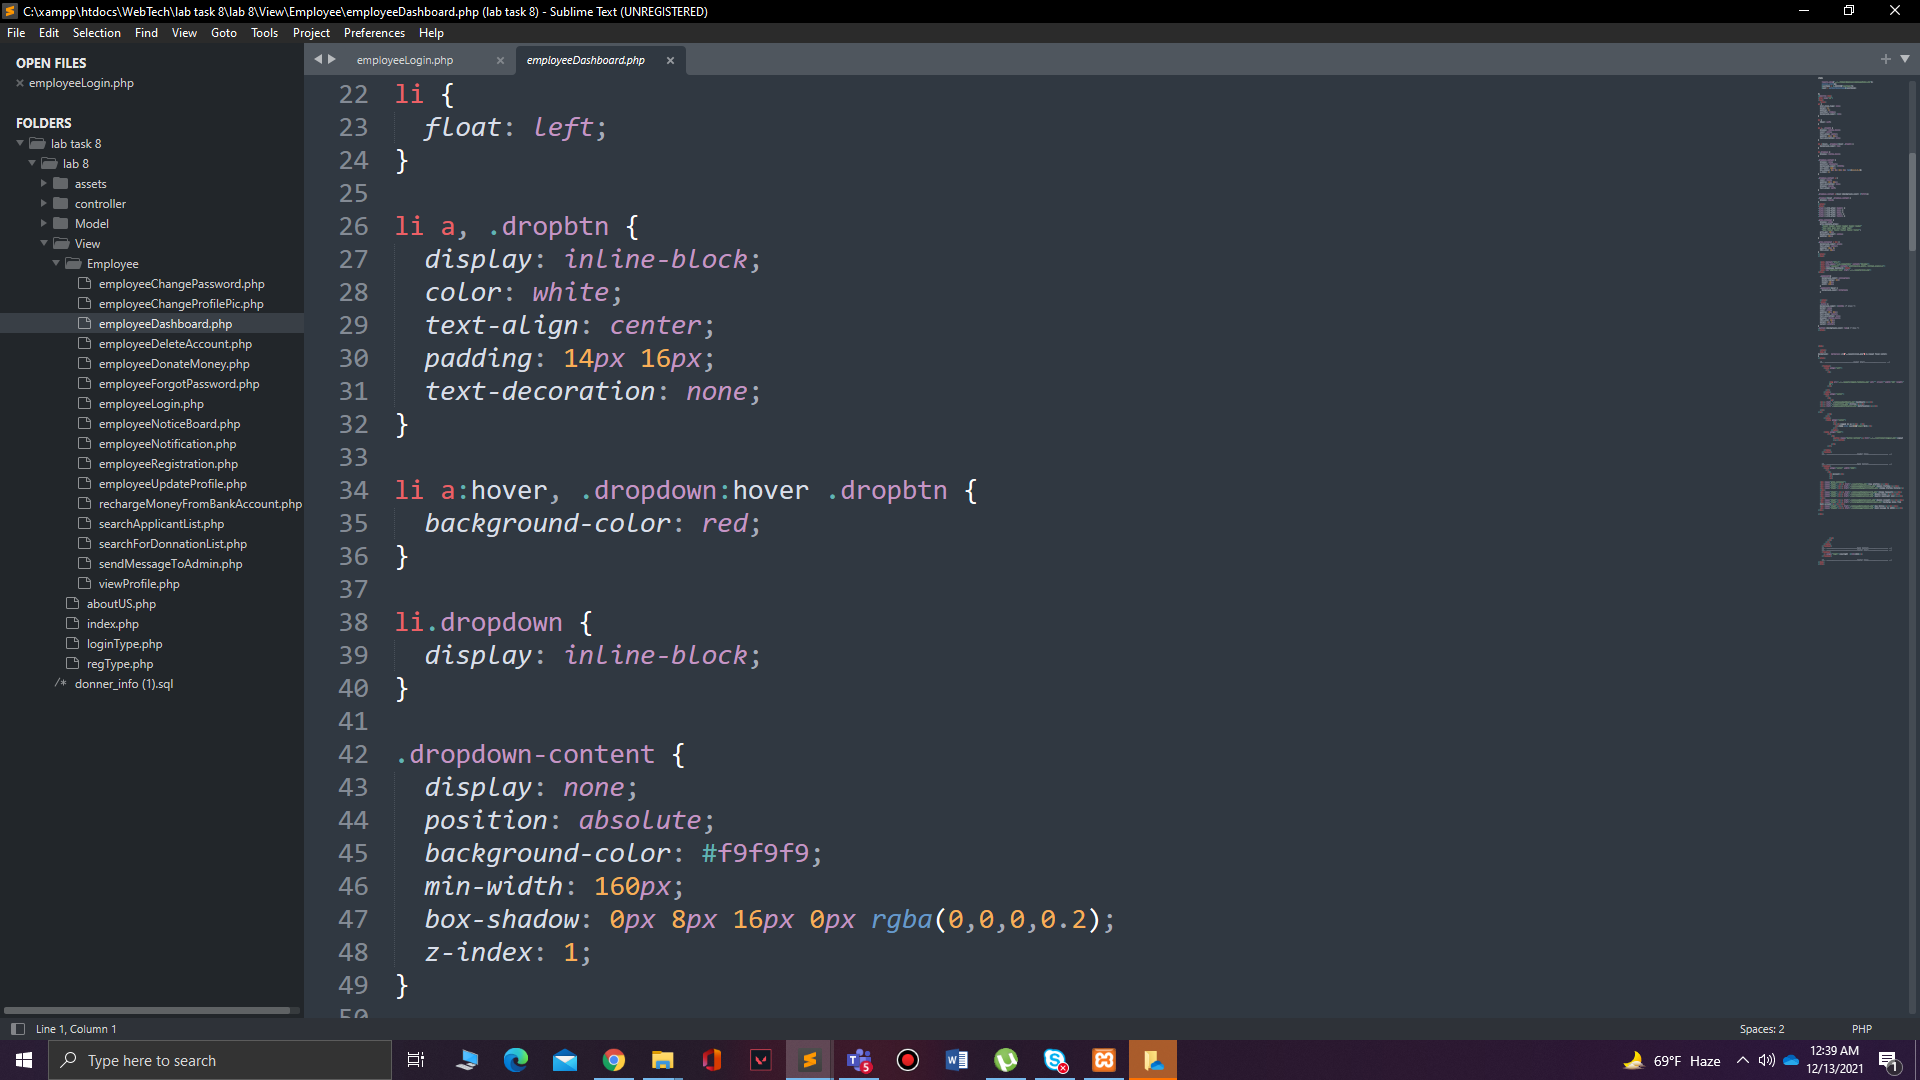 C:\xampp\htdocs\WebTech\lab task 8\lab 8\View\Employee\employeeDashboard.php (lab task 8) - Sublime Text (UNREGISTERED)
File Edit Selection Find View Goto Tools Project Preferences Help
OPEN FILES
employeeLogin.php
FOLDERS
lab task 8
lab 8
assets
controller
Model
View
Employee
employeeChangePassword.php
employeeChangeProfilePic.php
employeeDashboard.php
employeeDeleteAccount.php
employeeDonateMoney.php
employeeForgotPassword.php
employeeLogin.php
employeeNoticeBoard.php
employeeNotification.php
employeeRegistration.php
employeeUpdateProfile.php
rechargeMoneyFromBankAccount.php
searchApplicantList.php
searchForDonnationList.php
sendMessageToAdmin.php
viewProfile.php
aboutUS.php
index.php
loginType.php
regType.php
/* donner_info (1).sql
employeeLogin.php employeeDashboard.php
22 li {
23 float: left;
24 }
25
26 li a, .dropbtn {
27 display: inline-block;
28 color: white;
29 text-align: center;
30 padding: 14px 16px;
31 text-decoration: none;
32 }
33
34 li a:hover, .dropdown:hover .dropbtn {
35 background-color: red;
36 }
37
38 li.dropdown {
39 display: inline-block;
40 }
41
42 .dropdown-content {
43 display: none;
44 position: absolute;
45 background-color: #f9f9f9;
46 min-width: 160px;
47 box-shadow: 0px 8px 16px 0px rgba(0,0,0,0.2);
48 z-index: 1;
49 }
50
Line 1, Column 1 Spaces: 2 PHP
Type here to search
5
69°F Haze
12:39 AM
12/13/2021
1